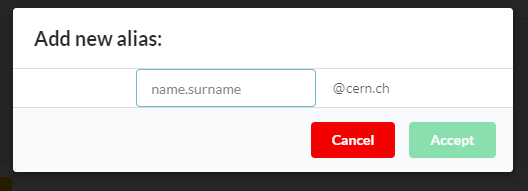 Add new alias:
name.surname @cern.ch
Cancel Accept